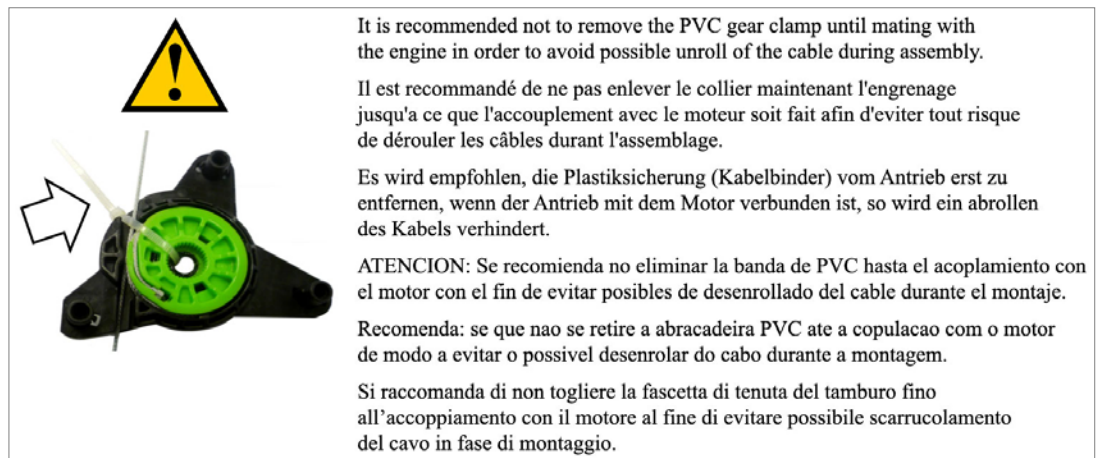 It is recommended not to remove the PVC gear clamp until mating with
the engine in order to avoid possible unroll of the cable during assembly.
Il est recommandé de ne pas enlever le collier maintenant l'engrenage
jusqu'a ce que l'accouplement avec le moteur soit fait afin d'eviter tout risque
de dérouler les câbles durant l'assemblage.
Es wird empfohlen, die Plastiksicherung (Kabelbinder) vom Antrieb erst zu
entfernen, wenn der Antrieb mit dem Motor verbunden ist, so wird ein abrollen
des Kabels verhindert.
ATENCION: Se recomienda no eliminar la banda de PVC hasta el acoplamiento con
el motor con el fin de evitar posibles de desenrollado del cable durante el montaje.
Recomenda: se que nao se retire a abracadeira PVC ate a copulacao com o motor
de modo a evitar o possivel desenrolar do cabo durante a montagem.
Si raccomanda di non togliere la fascetta di tenuta del tamburo fino
all’accoppiamento con il motore al fine di evitare possibile scarrucolamento
del cavo in fase di montaggio.